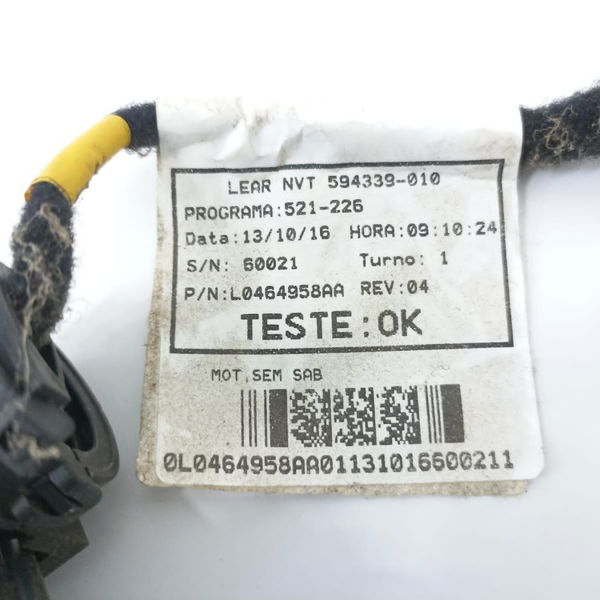 LEAR NVT 594339-010
PROGRAMA:521-226
Data:13/10/16 HORA:09:10:24
S/N: 60021 Turno: 1
P/N:L0464958AA REV:04
TESTE:OK
MOT.SEM SAB
0L0464958AA01131016600211